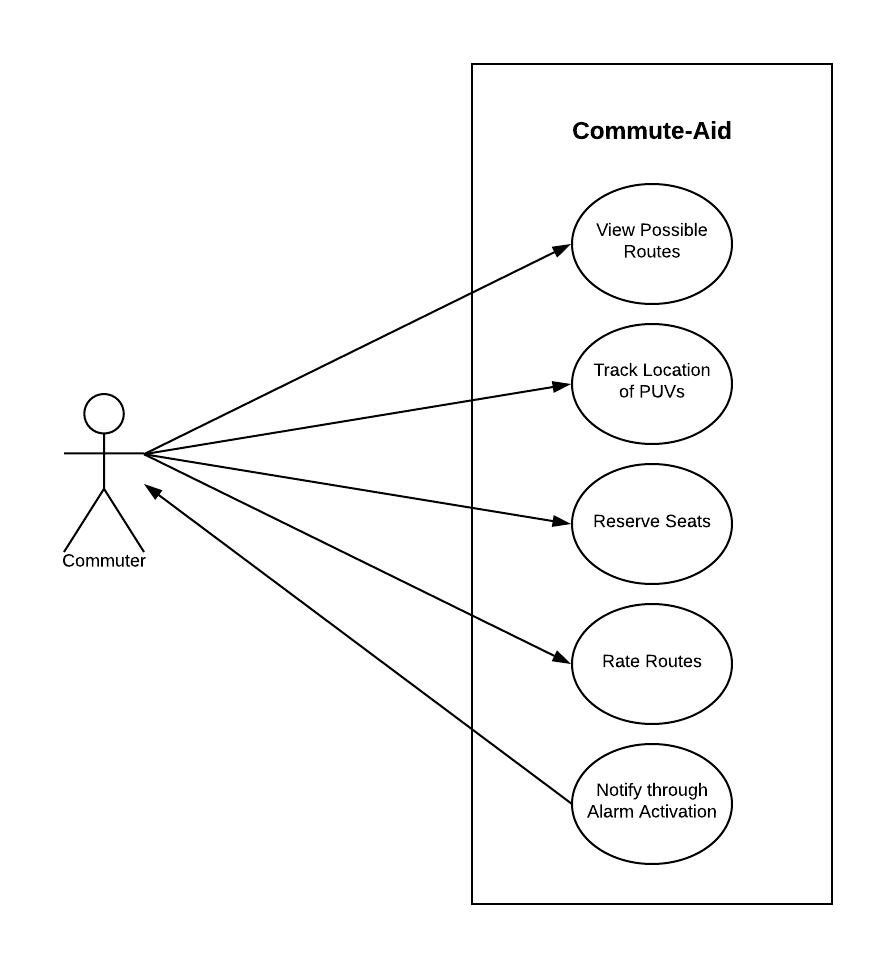 Commute-Aid
View Possible
Routes
Track Location
of PUVs
Reserve Seats
Rate Routes
Notify through
Alarm Activation
Commuter